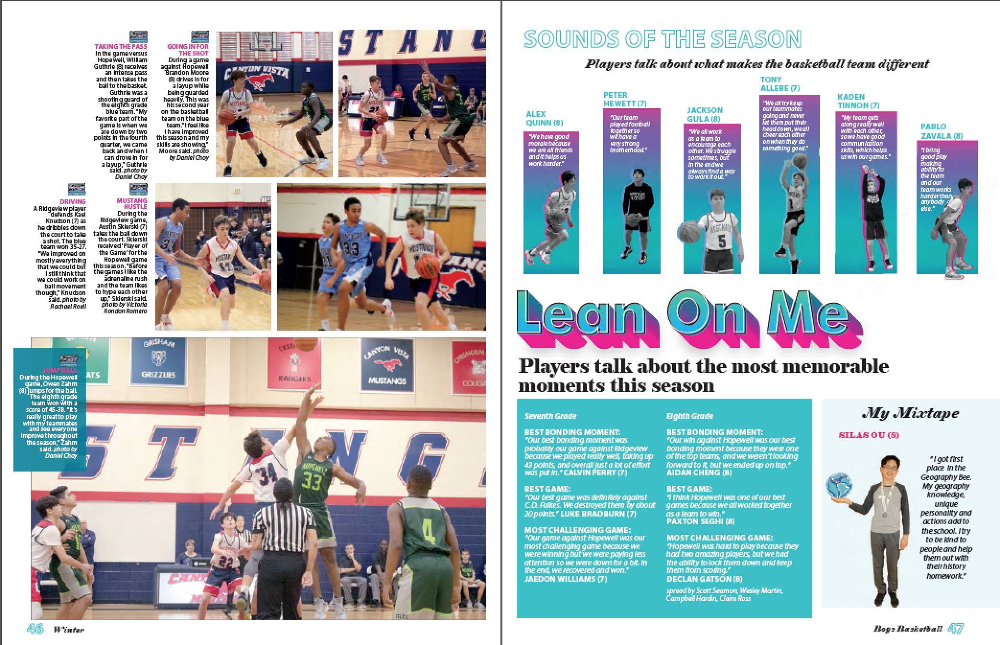 TAKING THE PASS
In the game versus
Hopewell, William
Guthrie (8) receives
an intense pass
and then takes the
ball to the basket.
Guthrie was a
shooting guard of
the eighth grade
blue team. "My
favorite part of the
game is when we
are down by two
points in the fourth
quarter, we came
back and when I
can drove in for
a layup," Guthrie
said. photo by
Daniel Choy
GOING IN FOR
THE SHOT
During a game
against Hopewell
Brandon Moore
(8) drives in for
a layup while
being guarded
heavily. This was
his second year
on the basketball
team on the blue
team. "I feel like
I have improved
this season and my
skills are showing,"
Moore said. photo
by Daniel Choy
CANYON VISTA
MUSTANGS
STANG
21
20
DRIVING
A Ridgeview player
defends Kael
Knudson (7) as
he dribbles down
the court to take
a shot. The blue
team won 35-27.
"We improved on
mostly everything
that we could but
I still think that
we could work on
ball movement
though," Knudson
said. photo by
Rachael Roell
MUSTANG
HUSTLE
During the
Ridgeview game,
Austin Skierski (7)
takes the ball down
the court. Skierski
received 'Player of
the Game' for the
Hopewell game
this season. "Before
the games I like the
adrenaline rush
and the team likes
to hype each other
up," Skierski said.
photo by Victoria
Rondon Romero
33
PANTHERS
33
21
MUSTANGS
JUMP BALL
During the Hopewell
game, Owen Zahm
(8) jumps for the ball.
The eighth grade
team won with a
score of 45-38. "It's
really great to play
with my teammates
and see everyone
improve throughout
the season," Zahm
said. photo by
Daniel Choy
GRISHAM
GRIZZLIES
RANGERS
CANYON VISTA
MUSTANGS
CHISHOLM
STANG
34
HOPEWELL
33
4
22
46 Winter
SOUNDS OF THE SEASON
Players talk about what makes the basketball team different
ALEX
QUINN (8)
"We have good
morale because
we are all friends
and it helps us
work harder."
PETER
HEWETT (7)
"Our team
played football
together so
we have a
very strong
brotherhood."
MUSTANG
NATION
JACKSON
GULA (8)
"We all work
as a team to
encourage each
other. We struggle
sometimes, but
in the end we
always find a way
to work it out."
MUSTANGS
5
TONY
ALLEBE (7)
"We all try keep
our teammates
going and never
let them put their
head down, we all
cheer each other
on when they do
something good."
KADEN
TINNON (7)
"My team gets
along really well
with each other,
so we have good
communication
skills, which helps
us win our games."
PABLO
ZAVALA (8)
"I bring
good play
making
ability to
the team
and our
team works
harder than
anybody
else."
Lean On Me
Players talk about the most memorable
moments this season
Seventh Grade
BEST BONDING MOMENT:
"Our best bonding moment was
probably our game against Ridgeview
because we played really well, taking up
43 points, and overall just a lot of effort
was put in." CALVIN PERRY (7)
BEST GAME:
"Our best game was definitely against
C.D. Fulkes. We destroyed them by about
20 points." LUKE BRADBURN (7)
MOST CHALLENGING GAME:
"Our game against Hopewell was our
most challenging game because we
were winning but we were paying less
attention so we were down for a bit. In
the end, we recovered and won."
JAEDON WILLIAMS (7)
Eighth Grade
BEST BONDING MOMENT:
"Our win against Hopewell was our best
bonding moment because they were one
of the top teams, and we weren't looking
forward to it, but we ended up on top."
AIDAN CHENG (8)
BEST GAME:
"I think Hopewell was one of our best
games because we all worked together
as a team to win."
PAXTON SEGHI (8)
MOST CHALLENGING GAME:
"Hopewell was hard to play because they
had two amazing players, but we had
the ability to lock them down and keep
them from scoring."
DECLAN GATSON (8)
spread by Scott Seamon, Wesley Martin,
Campbell Hardin, Claire Ross
My Mixtape
SILAS OU (8)
"I got first
place in the
Geography Bee.
My geography
knowledge,
unique
personality and
actions add to
the school. I try
to be kind to
people and help
them out with
their history
homework."
Boys Basketball 47